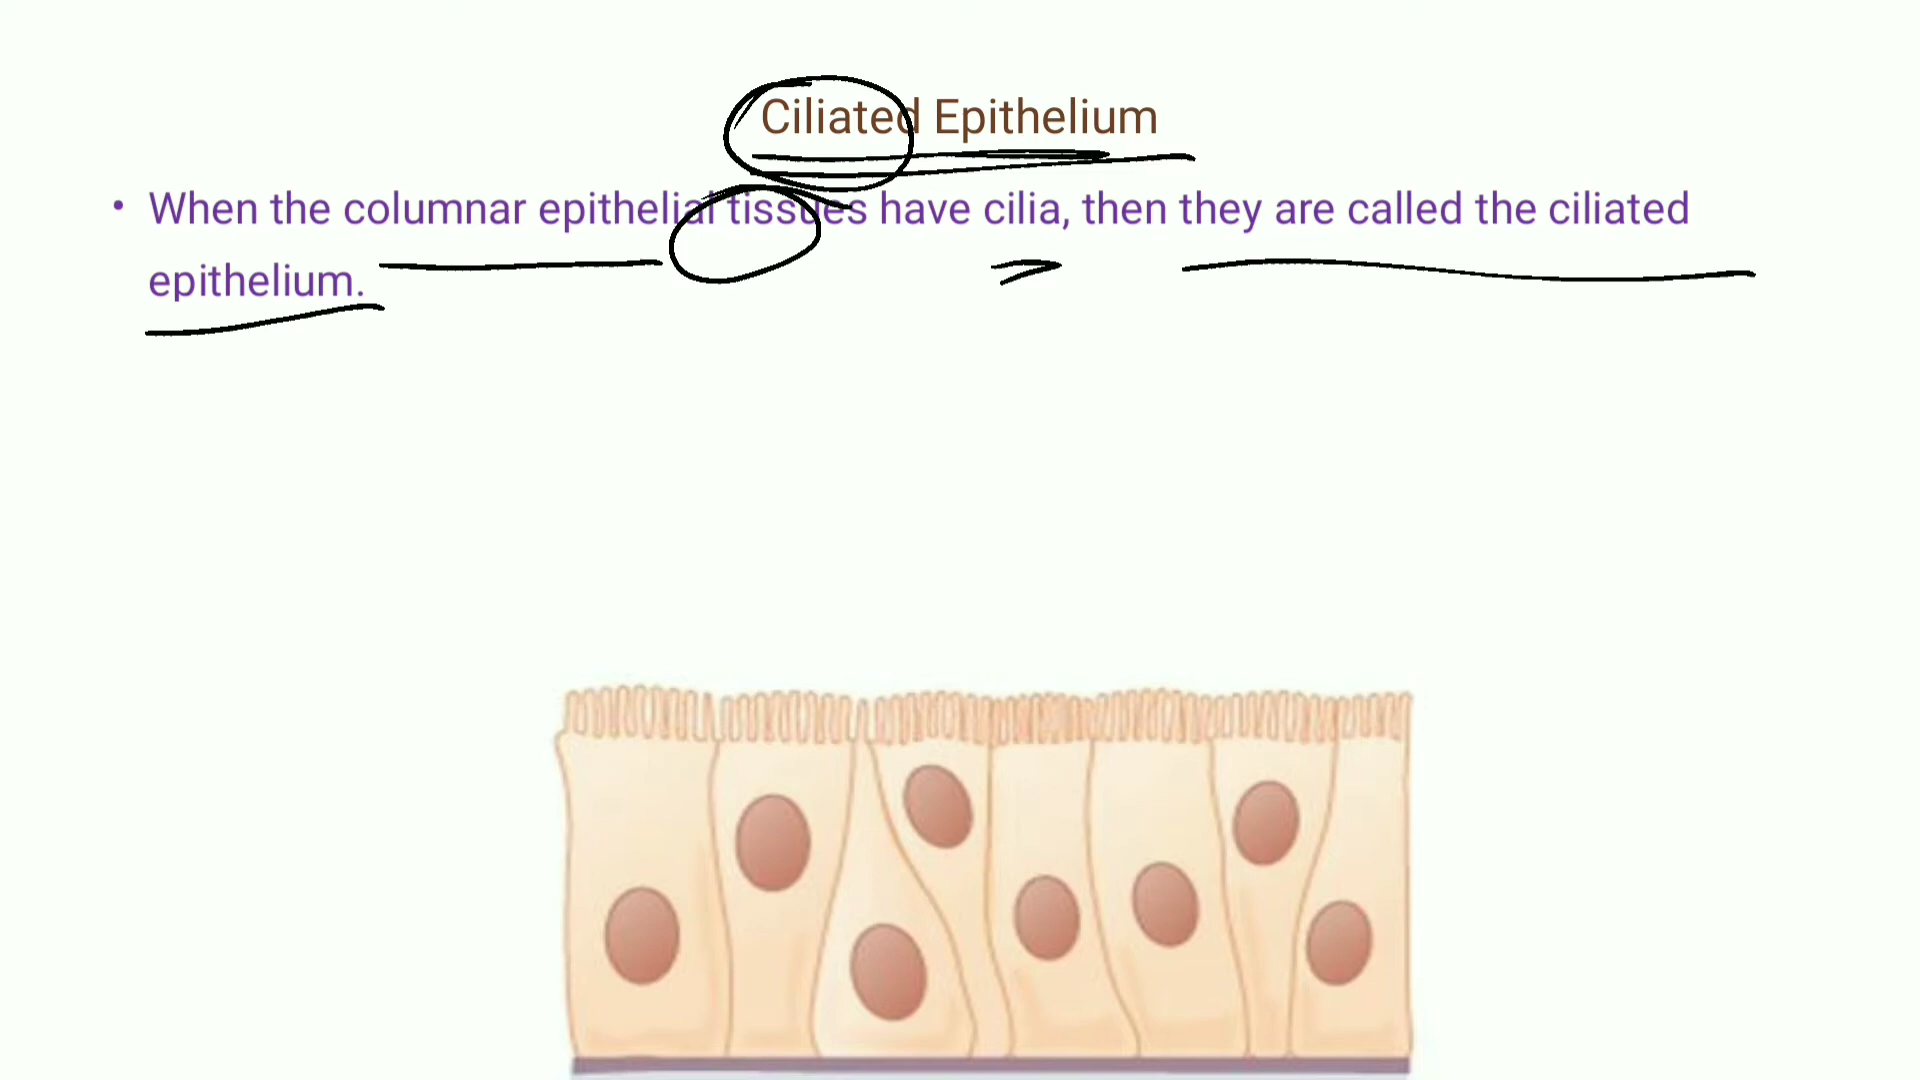 Ciliated Epithelium
• When the columnar epithelial tissues have cilia, then they are called the ciliated
epithelium.